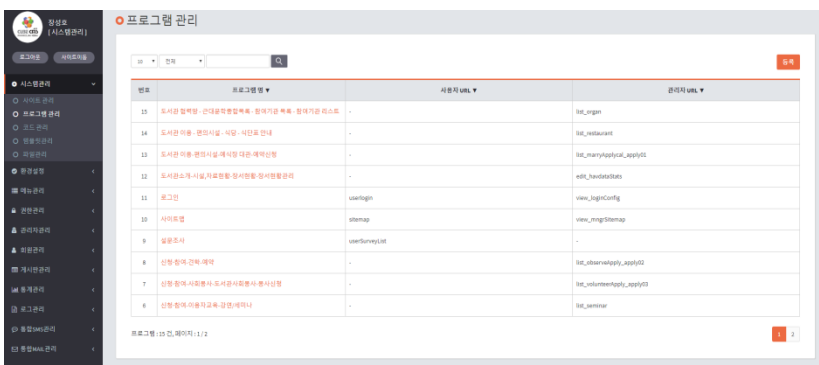 장성호
[시스템관리]
로그아웃 사이트이동
시스템관리
사이트 관리
프로그램 관리
코드 관리
템플릿관리
파일관리
환경설정
메뉴관리
권한관리
관리자관리
회원관리
게시판관리
통계관리
로그관리
통합SMS관리
통합MAIL관리
프로그램 관리
10 전체
등록
번호 프로그램 명 ▼ 사용자 URL ▼ 관리자 URL ▼
15 도서관 협력망 - 근대문학종합목록 - 참여기관 목록 - 참여기관 리스트 - list_organ
14 도서관 이용 - 편의시설 - 식당 - 식단표 안내 - list_restaurant
13 도서관 이용-편의시설-예식장 대관-예약신청 - list_marryApplycal_apply01
12 도서관소개-시설,자료현황-장서현황-장서현황관리 - edit_havdataStats
11 로그인 userlogin view_loginConfig
10 사이트맵 sitemap view_mngrSitemap
9 설문조사 userSurveyList -
8 신청·참여-견학-예약 - list_observeApply_apply02
7 신청·참여-사회봉사-도서관사회봉사-봉사신청 - list_volunteerApply_apply03
6 신청·참여-이용자교육-강연/세미나 - list_seminar
프로그램 : 15 건, 페이지 : 1 / 2
1 2